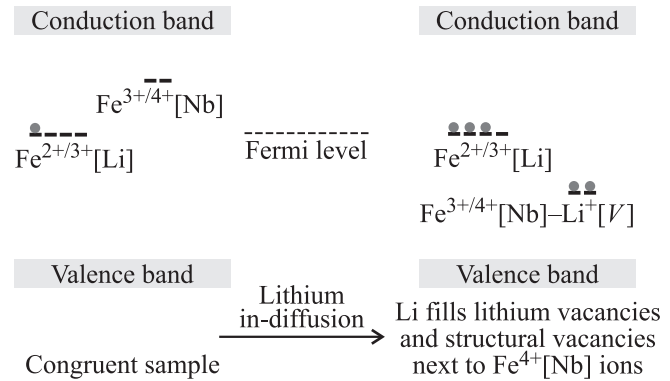 Conduction band
Conduction band
Fe3+/4+[Nb]
Fe2+/3+[Li]
Fermi level
Fe2+/3+[Li]
Fe3+/4+[Nb]–Li+[V]
Valence band
Valence band
Lithium
in-diffusion
Li fills lithium vacancies
and structural vacancies
next to Fe4+[Nb] ions
Congruent sample